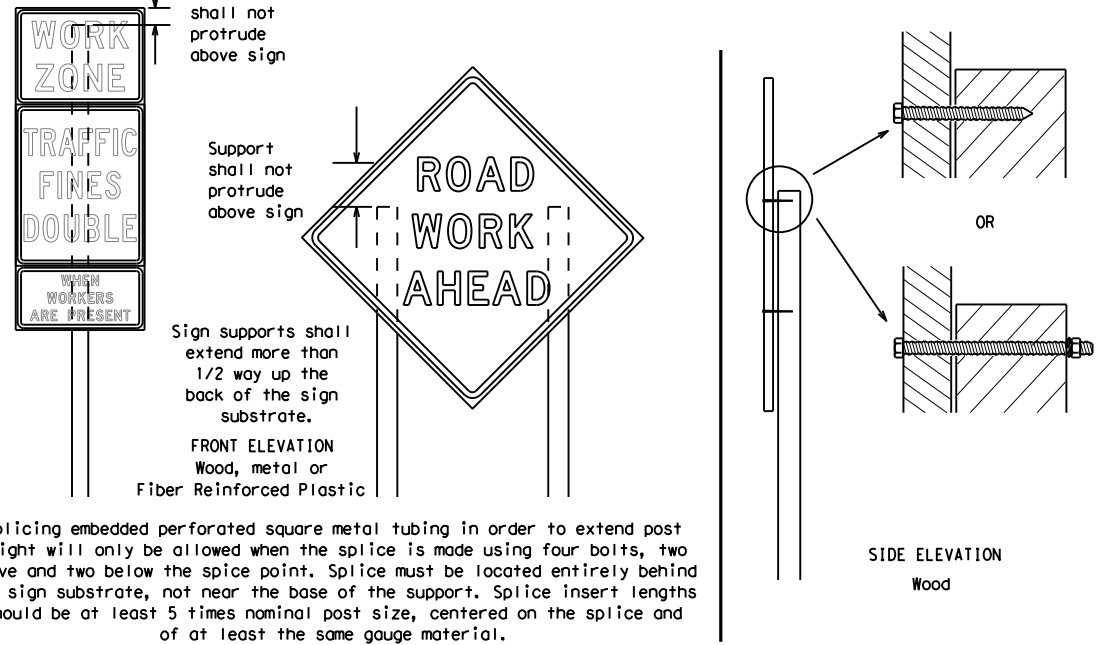 shall not
protrude
above sign
WORK
ZONE
TRAFFIC
FINES
DOUBLE
WHEN
WORKERS
ARE PRESENT
Support
shall not
protrude
above sign
ROAD
WORK
AHEAD
Sign supports shall
extend more than
1/2 way up the
back of the sign
substrate.
FRONT ELEVATION
Wood, metal or
Fiber Reinforced Plastic
plicing embedded perforated square metal tubing in order to extend post
ight will only be allowed when the splice is made using four bolts, two
ve and two below the spice point. Splice must be located entirely behind
sign substrate, not near the base of the support. Splice insert lengths
ould be at least 5 times nominal post size, centered on the splice and
of at least the same gauge material.
OR
SIDE ELEVATION
Wood